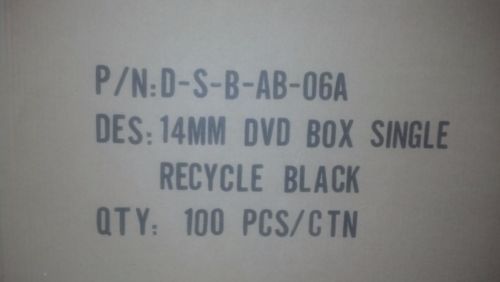 P/N:D-S-B-AB-06A
DES: 14MM DVD BOX SINGLE
RECYCLE BLACK
QTY: 100 PCS/CTN